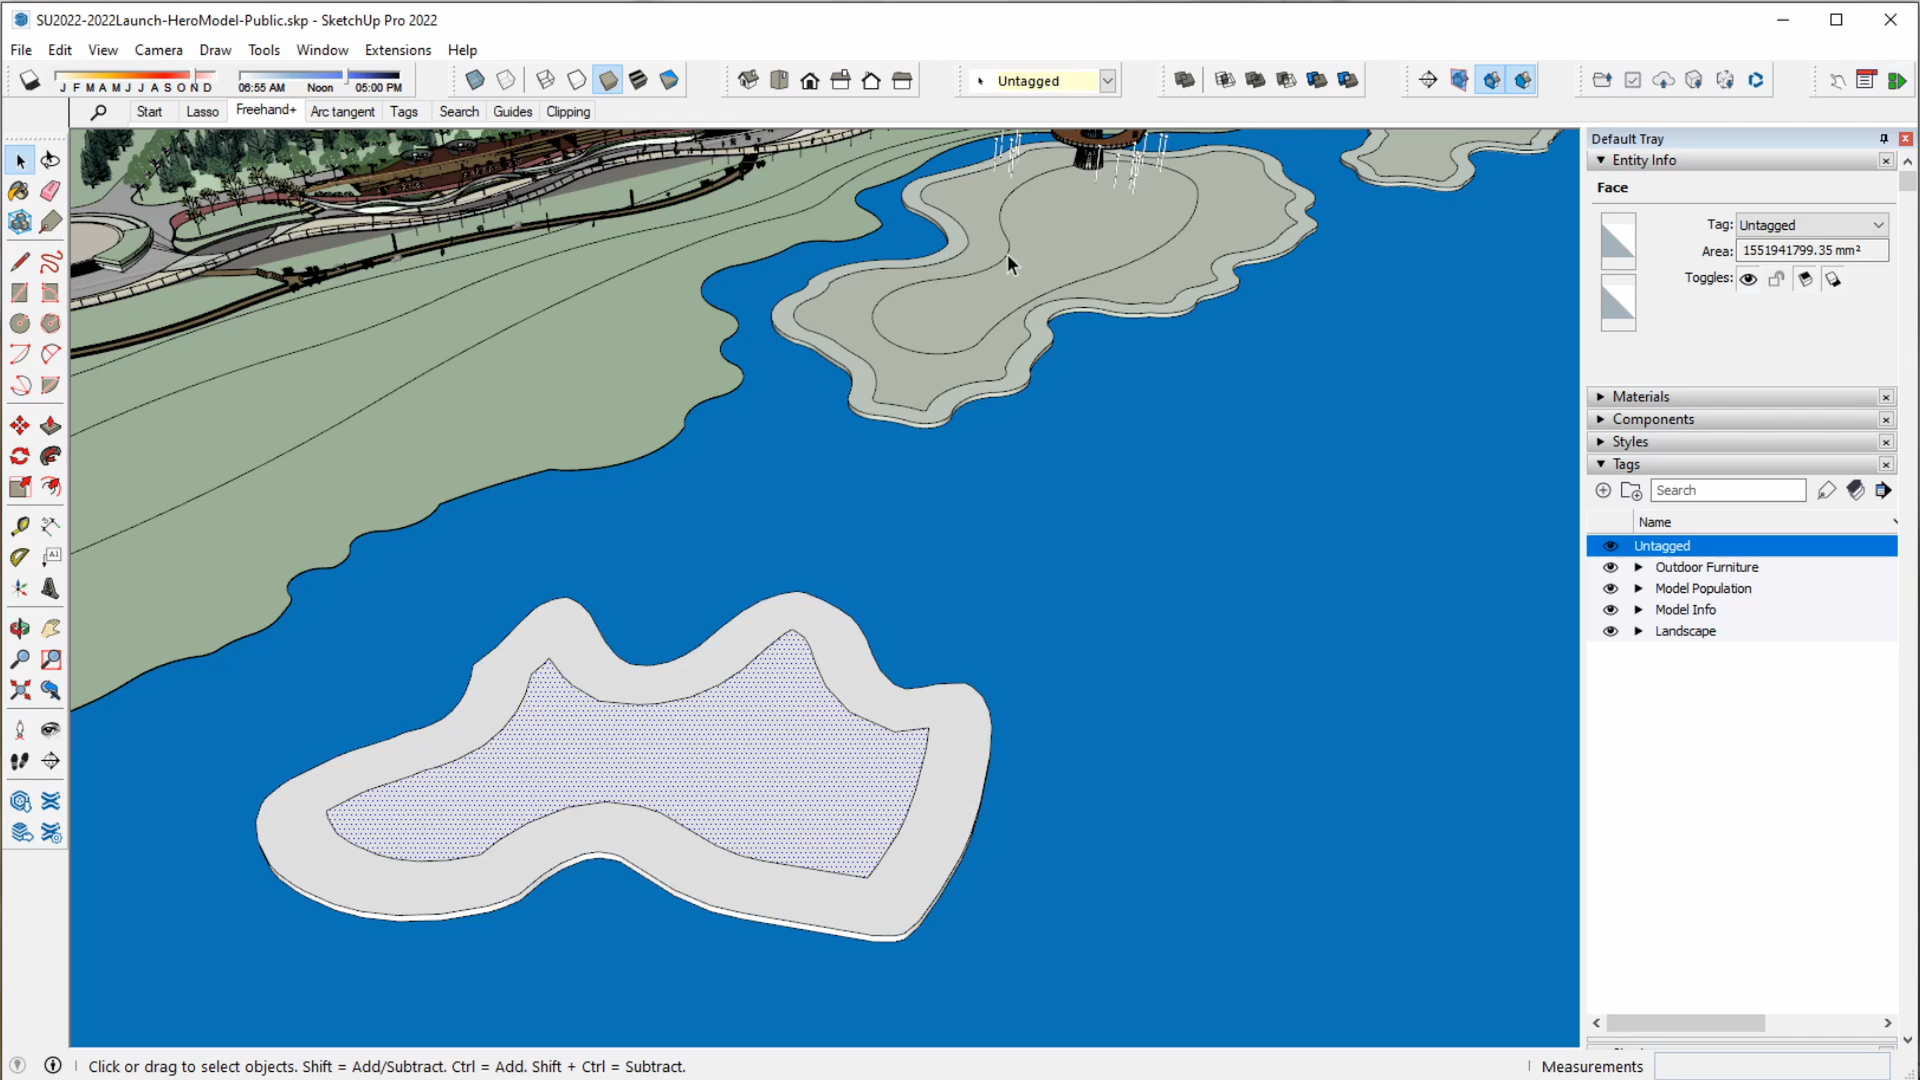 SU2022-2022Launch-HeroModel-Public.skp - SketchUp Pro 2022
File Edit View Camera Draw Tools Window Extensions Help
J F M A M J J A S O N D
06:55 AM Noon 05:00 PM
Untagged
Start Lasso Freehand+ Arc tangent Tags Search Guides Clipping
Default Tray
Entity Info
Face
Tag: Untagged
Area: 1551941799.35 mm²
Toggles:
Materials
Components
Styles
Tags
Search
Name
Untagged
Outdoor Furniture
Model Population
Model Info
Landscape
A1
Click or drag to select objects. Shift = Add/Subtract. Ctrl = Add. Shift + Ctrl = Subtract.
Measurements